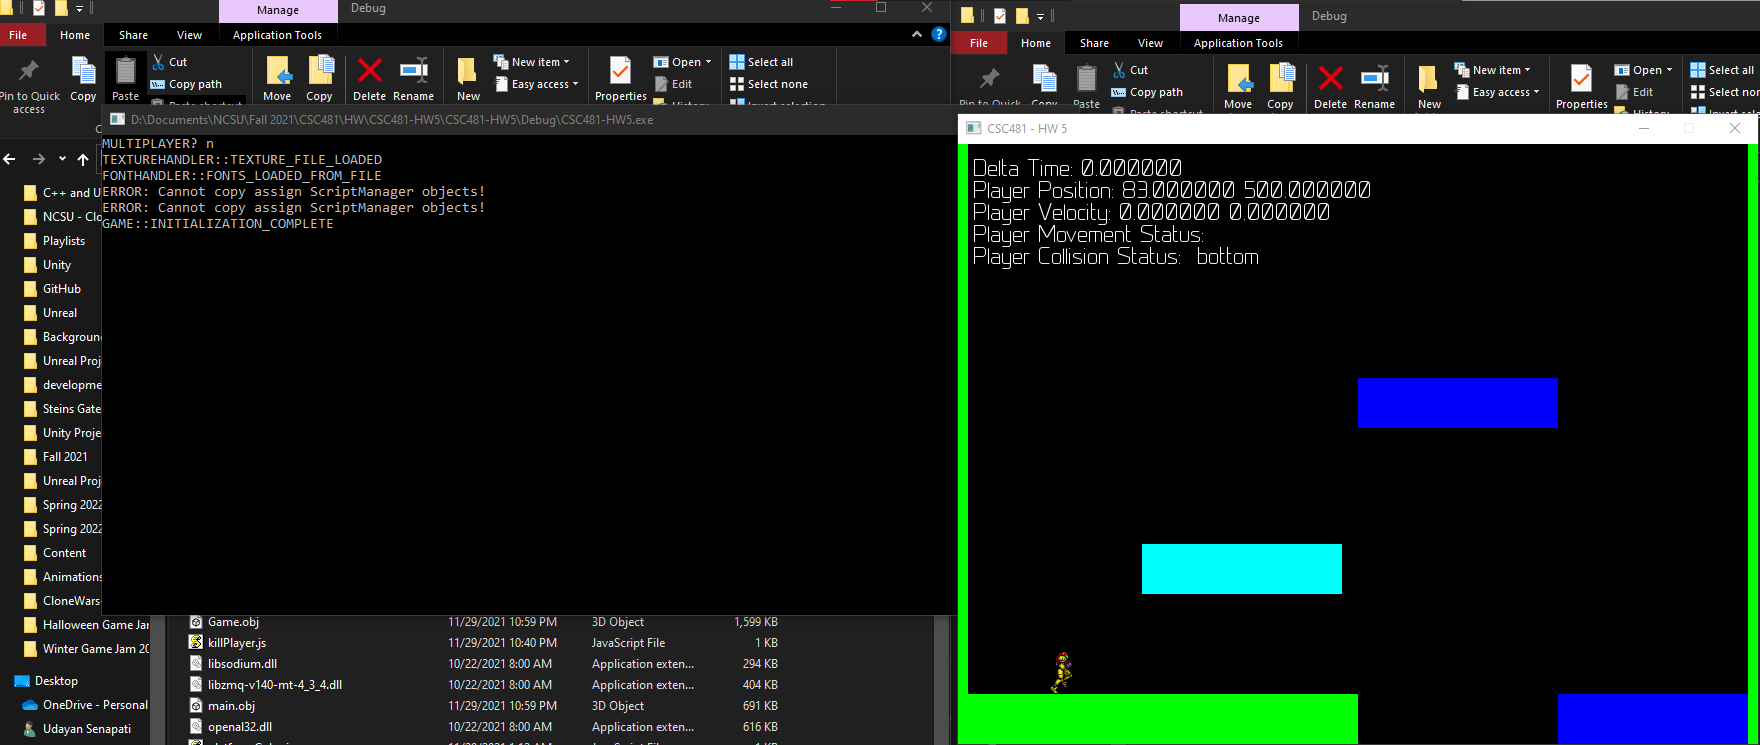 Manage
Debug
File
Home
Share
View
Application Tools
Pin to Quick access
Copy
Paste
Cut
Copy path
Paste shortcut
Move
Copy
Delete
Rename
New
New item
Easy access
Properties
Open
Edit
History
Select all
Select none
Invert selection
D:\Documents\NCSU\Fall 2021\CSC481\HW\CSC481-HW5\CSC481-HW5\Debug\CSC481-HW5.exe
MULTIPLAYER? n
TEXTUREHANDLER::TEXTURE_FILE_LOADED
FONTHANDLER::FONTS_LOADED_FROM_FILE
ERROR: Cannot copy assign ScriptManager objects!
ERROR: Cannot copy assign ScriptManager objects!
GAME::INITIALIZATION_COMPLETE
C++ and U
NCSU - Clo
Playlists
Unity
GitHub
Unreal
Background
Unreal Proj
developme
Steins Gate
Unity Proje
Fall 2021
Unreal Proj
Spring 2022
Spring 2022
Content
Animations
CloneWars-
Halloween Game Jam
Winter Game Jam 20
Desktop
OneDrive - Personal
Udayan Senapati
Game.obj 11/29/2021 10:59 PM 3D Object 1,599 KB
killPlayer.js 11/29/2021 10:40 PM JavaScript File 1 KB
libsodium.dll 10/22/2021 8:00 AM Application exten... 294 KB
libzmq-v140-mt-4_3_4.dll 10/22/2021 8:00 AM Application exten... 404 KB
main.obj 11/29/2021 10:59 PM 3D Object 691 KB
openal32.dll 10/22/2021 8:00 AM Application exten... 616 KB
Manage
Debug
File
Home
Share
View
Application Tools
Pin to Quick
Copy
Paste
Cut
Copy path
Paste shortcut
Move
Copy
Delete
Rename
New
New item
Easy access
Properties
Open
Edit
History
Select all
Select non
CSC481 - HW 5
Delta Time: 0.000000
Player Position: 83.000000 500.000000
Player Velocity: 0.000000 0.000000
Player Movement Status:
Player Collision Status: bottom